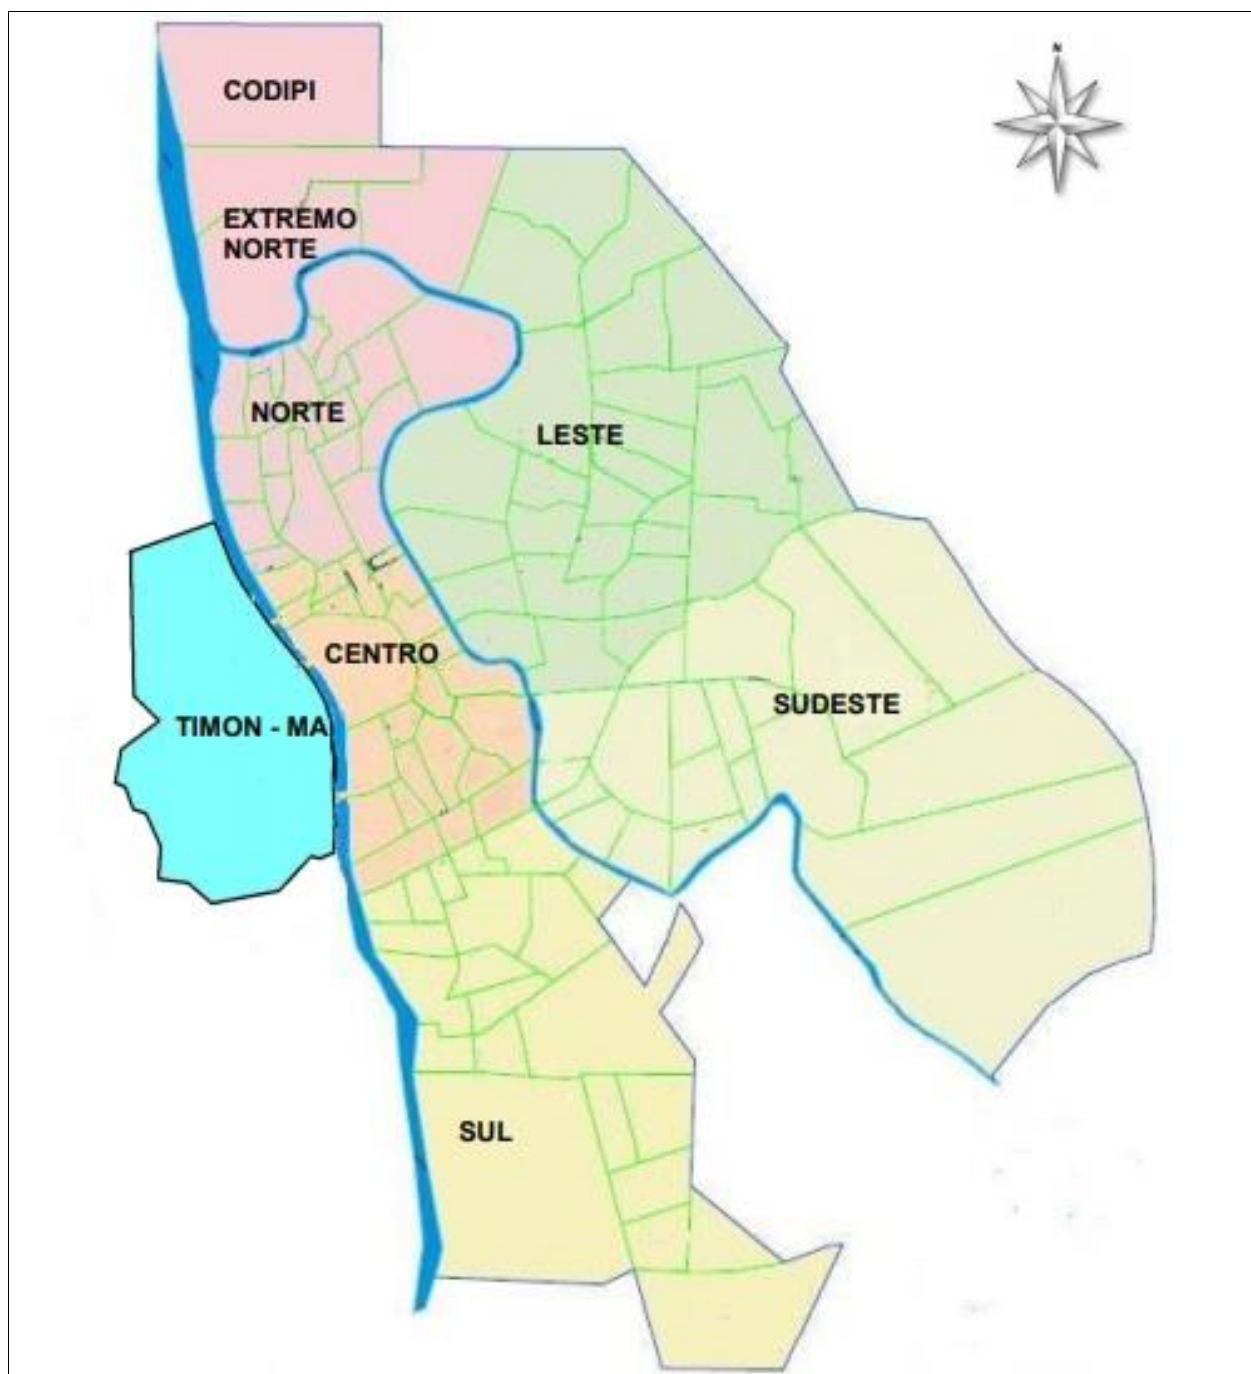 N
CODIPI
EXTREMO
NORTE
NORTE
LESTE
CENTRO
SUDESTE
TIMON - MA
SUL